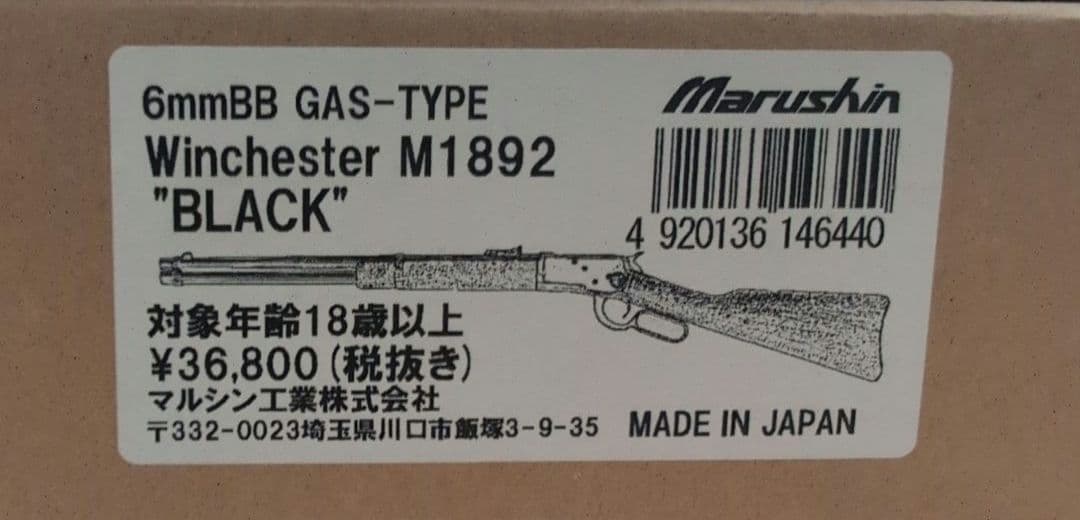 6mmBB GAS-TYPE
Marushin
Winchester M1892
"BLACK"
4 920136 146440
対象年齢18歳以上
¥36,800(税抜き)
マルシン工業株式会社
〒332-0023埼玉県川口市飯塚3-9-35 MADE IN JAPAN